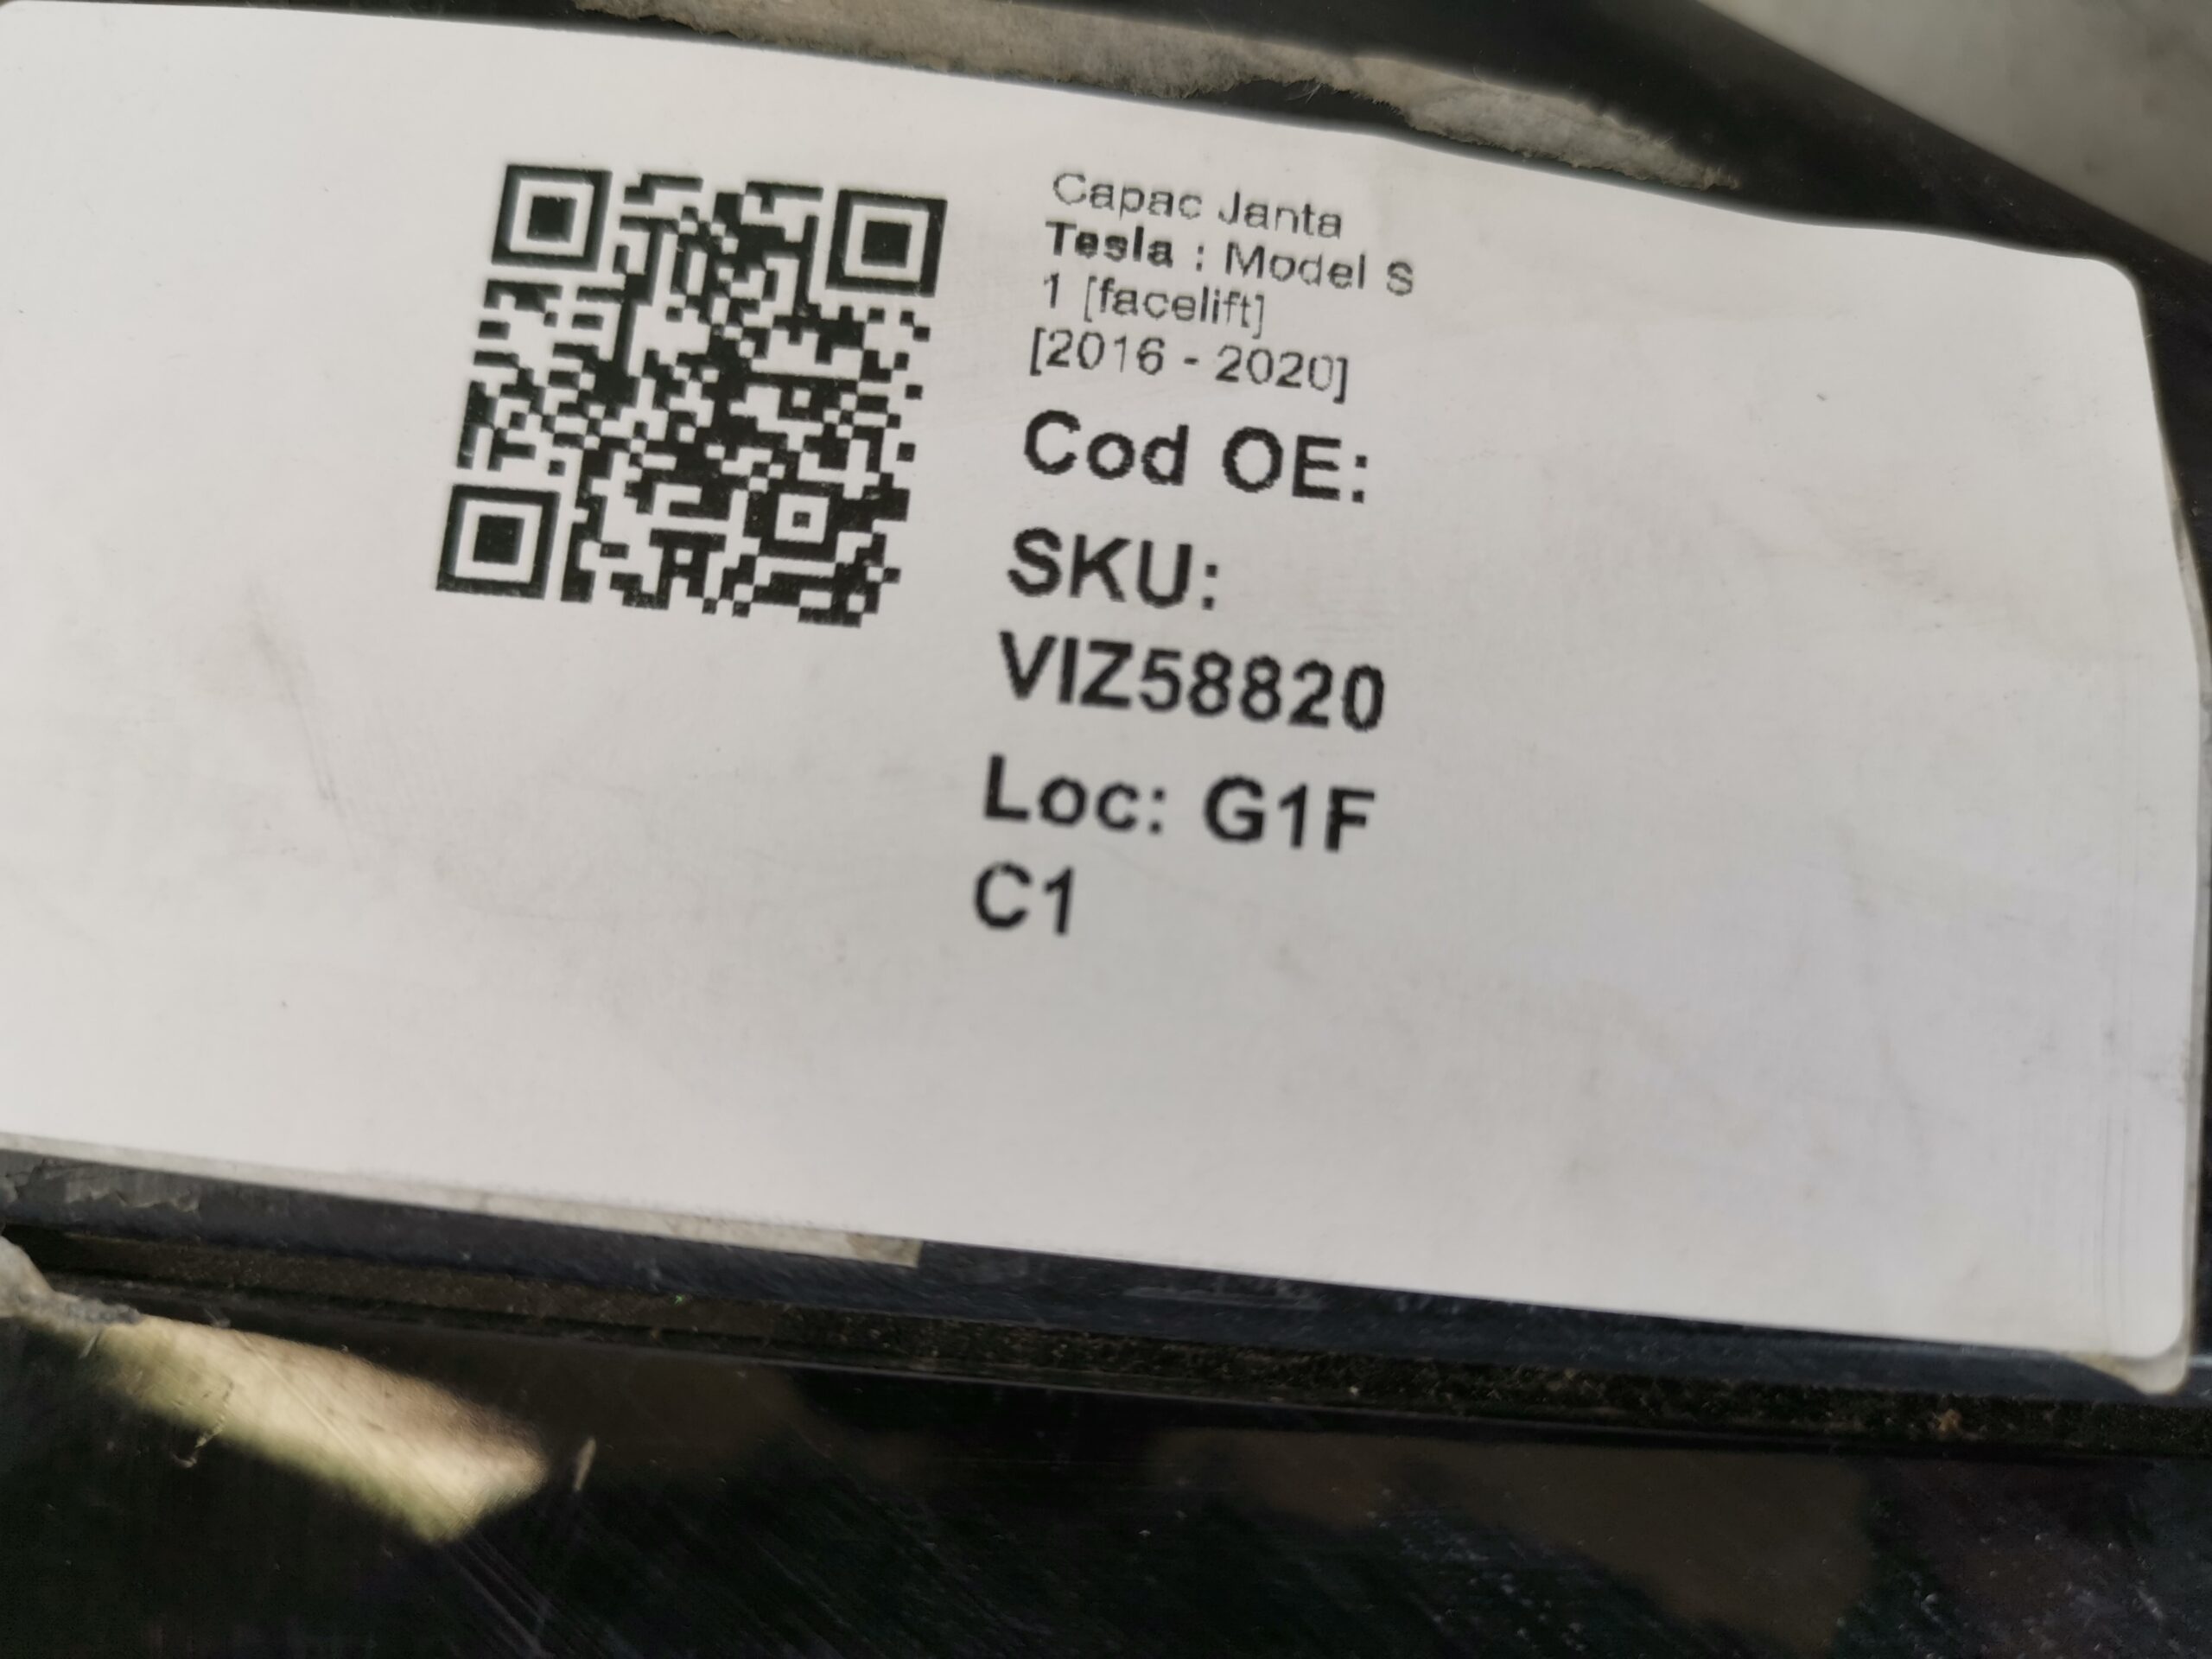 Capac Janta
Tesla : Model S
1 [facelift]
[2016 - 2020]
Cod OE:
SKU:
VIZ58820
Loc: G1F
C1